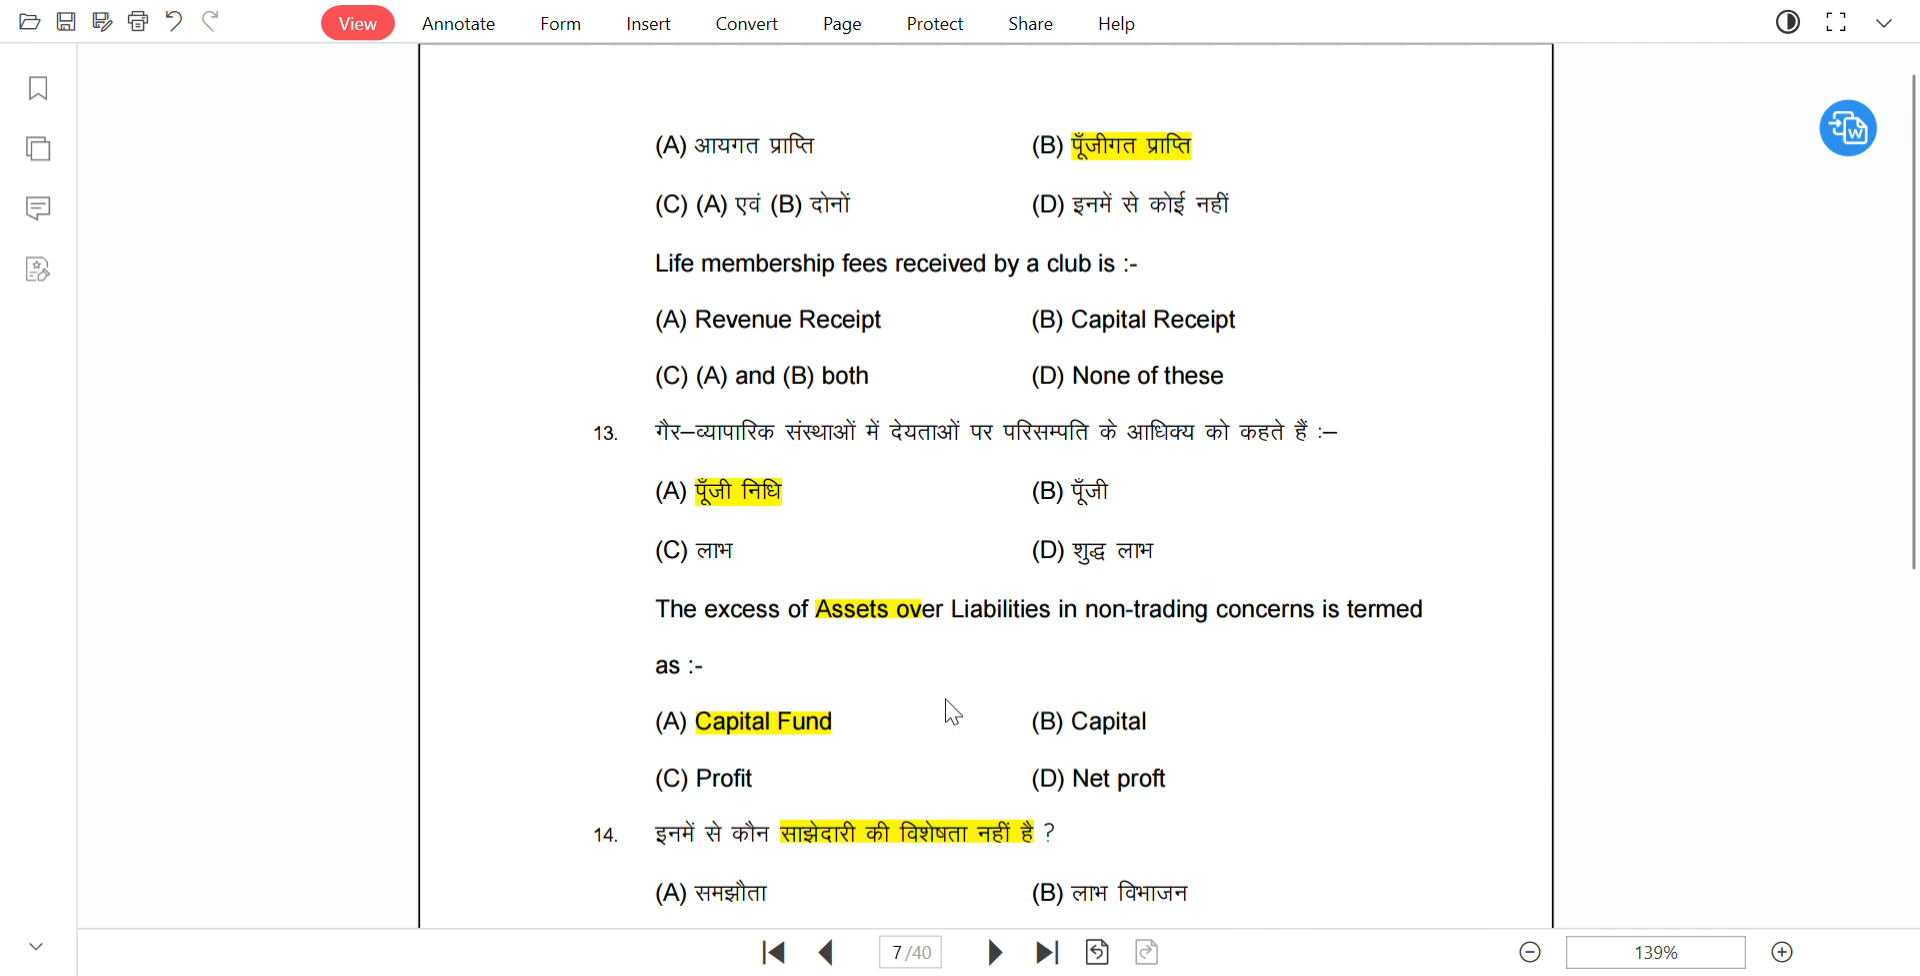 View Annotate Form Insert Convert Page Protect Share Help
(A) आयगत प्राप्ति (B) पूँजीगत प्राप्ति
(C) (A) एवं (B) दोनों (D) इनमें से कोई नहीं
Life membership fees received by a club is :-
(A) Revenue Receipt (B) Capital Receipt
(C) (A) and (B) both (D) None of these
13. गैर–व्यापारिक संस्थाओं में देयताओं पर परिसम्पति के आधिक्य को कहते हैं :–
(A) पूँजी निधि (B) पूँजी
(C) लाभ (D) शुद्ध लाभ
The excess of Assets over Liabilities in non-trading concerns is termed
as :-
(A) Capital Fund (B) Capital
(C) Profit (D) Net proft
14. इनमें से कौन साझेदारी की विशेषता नहीं है ?
(A) समझौता (B) लाभ विभाजन
7 /40 139%